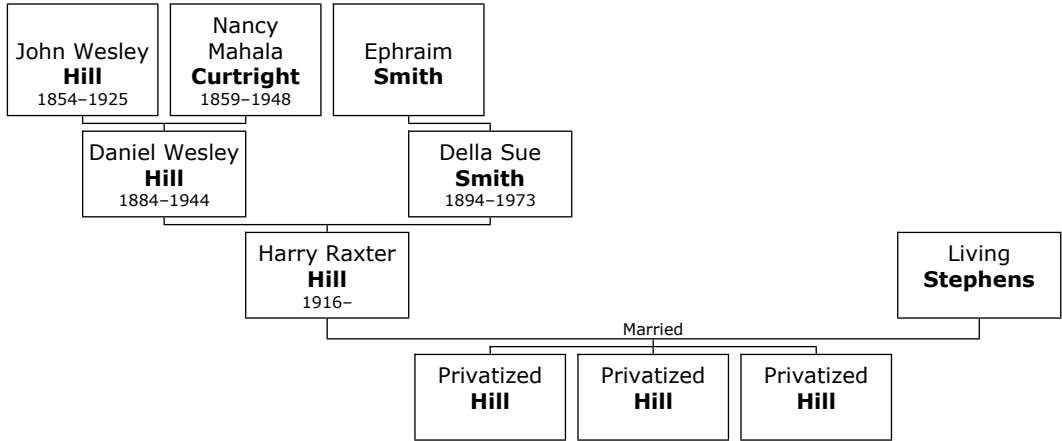 John Wesley
Hill
1854–1925
Nancy
Mahala
Curtright
1859–1948
Ephraim
Smith
Daniel Wesley
Hill
1884–1944
Della Sue
Smith
1894–1973
Harry Raxter
Hill
1916–
Living
Stephens
Married
Privatized
Hill
Privatized
Hill
Privatized
Hill